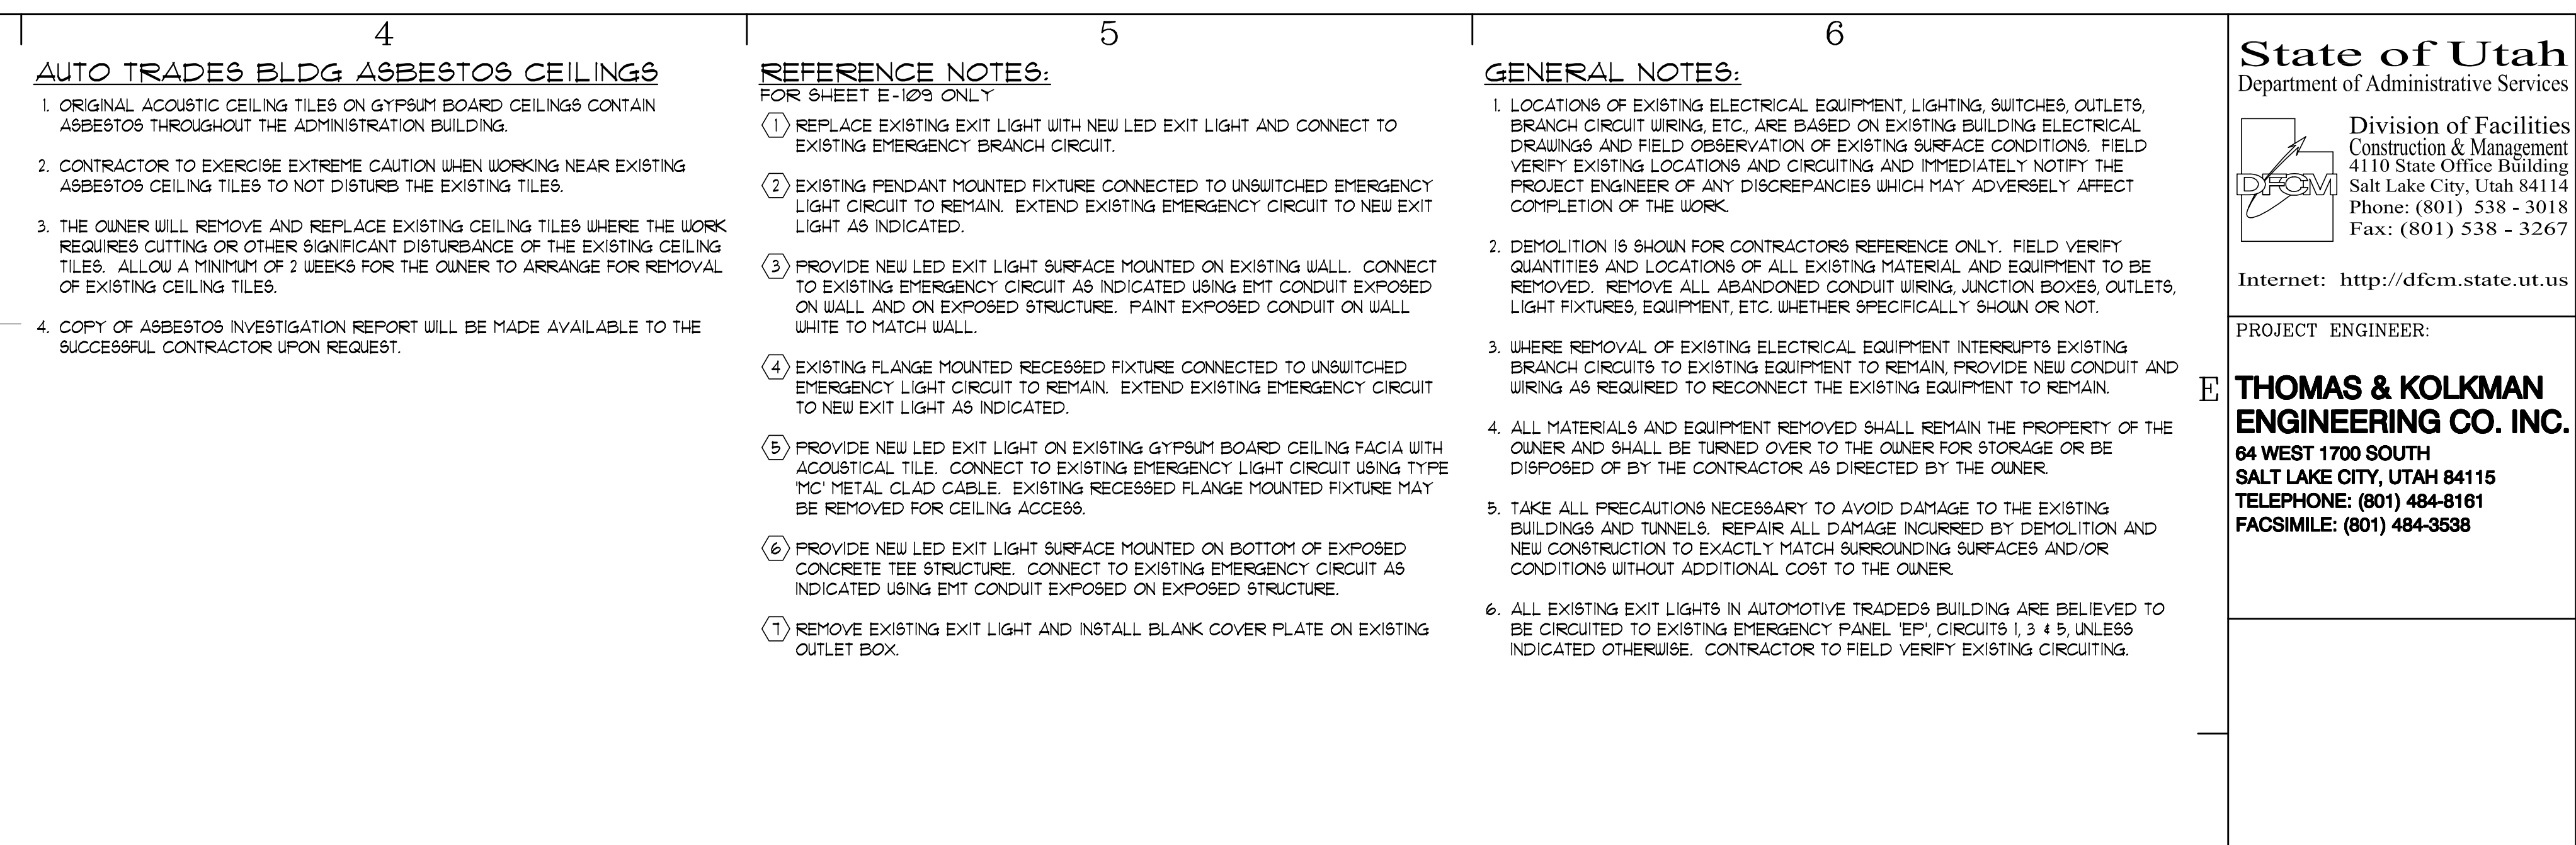 4
AUTO TRADES BLDG ASBESTOS CEILINGS
1. ORIGINAL ACOUSTIC CEILING TILES ON GYPSUM BOARD CEILINGS CONTAIN
ASBESTOS THROUGHOUT THE ADMINISTRATION BUILDING.
2. CONTRACTOR TO EXERCISE EXTREME CAUTION WHEN WORKING NEAR EXISTING
ASBESTOS CEILING TILES TO NOT DISTURB THE EXISTING TILES.
3. THE OWNER WILL REMOVE AND REPLACE EXISTING CEILING TILES WHERE THE WORK
REQUIRES CUTTING OR OTHER SIGNIFICANT DISTURBANCE OF THE EXISTING CEILING
TILES. ALLOW A MINIMUM OF 2 WEEKS FOR THE OWNER TO ARRANGE FOR REMOVAL
OF EXISTING CEILING TILES.
4. COPY OF ASBESTOS INVESTIGATION REPORT WILL BE MADE AVAILABLE TO THE
SUCCESSFUL CONTRACTOR UPON REQUEST.
5
REFERENCE NOTES:
FOR SHEET E-109 ONLY
1 REPLACE EXISTING EXIT LIGHT WITH NEW LED EXIT LIGHT AND CONNECT TO
EXISTING EMERGENCY BRANCH CIRCUIT.
2 EXISTING PENDANT MOUNTED FIXTURE CONNECTED TO UNSWITCHED EMERGENCY
LIGHT CIRCUIT TO REMAIN. EXTEND EXISTING EMERGENCY CIRCUIT TO NEW EXIT
LIGHT AS INDICATED.
3 PROVIDE NEW LED EXIT LIGHT SURFACE MOUNTED ON EXISTING WALL. CONNECT
TO EXISTING EMERGENCY CIRCUIT AS INDICATED USING EMT CONDUIT EXPOSED
ON WALL AND ON EXPOSED STRUCTURE. PAINT EXPOSED CONDUIT ON WALL
WHITE TO MATCH WALL.
4 EXISTING FLANGE MOUNTED RECESSED FIXTURE CONNECTED TO UNSWITCHED
EMERGENCY LIGHT CIRCUIT TO REMAIN. EXTEND EXISTING EMERGENCY CIRCUIT
TO NEW EXIT LIGHT AS INDICATED.
5 PROVIDE NEW LED EXIT LIGHT ON EXISTING GYPSUM BOARD CEILING FACIA WITH
ACOUSTICAL TILE. CONNECT TO EXISTING EMERGENCY LIGHT CIRCUIT USING TYPE
'MC' METAL CLAD CABLE. EXISTING RECESSED FLANGE MOUNTED FIXTURE MAY
BE REMOVED FOR CEILING ACCESS.
6 PROVIDE NEW LED EXIT LIGHT SURFACE MOUNTED ON BOTTOM OF EXPOSED
CONCRETE TEE STRUCTURE. CONNECT TO EXISTING EMERGENCY CIRCUIT AS
INDICATED USING EMT CONDUIT EXPOSED ON EXPOSED STRUCTURE.
7 REMOVE EXISTING EXIT LIGHT AND INSTALL BLANK COVER PLATE ON EXISTING
OUTLET BOX.
6
GENERAL NOTES:
1. LOCATIONS OF EXISTING ELECTRICAL EQUIPMENT, LIGHTING, SWITCHES, OUTLETS,
BRANCH CIRCUIT WIRING, ETC., ARE BASED ON EXISTING BUILDING ELECTRICAL
DRAWINGS AND FIELD OBSERVATION OF EXISTING SURFACE CONDITIONS. FIELD
VERIFY EXISTING LOCATIONS AND CIRCUITING AND IMMEDIATELY NOTIFY THE
PROJECT ENGINEER OF ANY DISCREPANCIES WHICH MAY ADVERSELY AFFECT
COMPLETION OF THE WORK.
2. DEMOLITION IS SHOWN FOR CONTRACTORS REFERENCE ONLY. FIELD VERIFY
QUANTITIES AND LOCATIONS OF ALL EXISTING MATERIAL AND EQUIPMENT TO BE
REMOVED. REMOVE ALL ABANDONED CONDUIT WIRING, JUNCTION BOXES, OUTLETS,
LIGHT FIXTURES, EQUIPMENT, ETC. WHETHER SPECIFICALLY SHOWN OR NOT.
3. WHERE REMOVAL OF EXISTING ELECTRICAL EQUIPMENT INTERRUPTS EXISTING
BRANCH CIRCUITS TO EXISTING EQUIPMENT TO REMAIN, PROVIDE NEW CONDUIT AND
WIRING AS REQUIRED TO RECONNECT THE EXISTING EQUIPMENT TO REMAIN.
4. ALL MATERIALS AND EQUIPMENT REMOVED SHALL REMAIN THE PROPERTY OF THE
OWNER AND SHALL BE TURNED OVER TO THE OWNER FOR STORAGE OR BE
DISPOSED OF BY THE CONTRACTOR AS DIRECTED BY THE OWNER.
5. TAKE ALL PRECAUTIONS NECESSARY TO AVOID DAMAGE TO THE EXISTING
BUILDINGS AND TUNNELS. REPAIR ALL DAMAGE INCURRED BY DEMOLITION AND
NEW CONSTRUCTION TO EXACTLY MATCH SURROUNDING SURFACES AND/OR
CONDITIONS WITHOUT ADDITIONAL COST TO THE OWNER.
6. ALL EXISTING EXIT LIGHTS IN AUTOMOTIVE TRADEDS BUILDING ARE BELIEVED TO
BE CIRCUITED TO EXISTING EMERGENCY PANEL 'EP', CIRCUITS 1, 3 & 5, UNLESS
INDICATED OTHERWISE. CONTRACTOR TO FIELD VERIFY EXISTING CIRCUITING.
E
State of Utah
Department of Administrative Services
DFCM
Division of Facilities
Construction & Management
4110 State Office Building
Salt Lake City, Utah 84114
Phone: (801) 538 - 3018
Fax: (801) 538 - 3267
Internet: http://dfcm.state.ut.us
PROJECT ENGINEER:
THOMAS & KOLKMAN
ENGINEERING CO. INC.
64 WEST 1700 SOUTH
SALT LAKE CITY, UTAH 84115
TELEPHONE: (801) 484-8161
FACSIMILE: (801) 484-3538